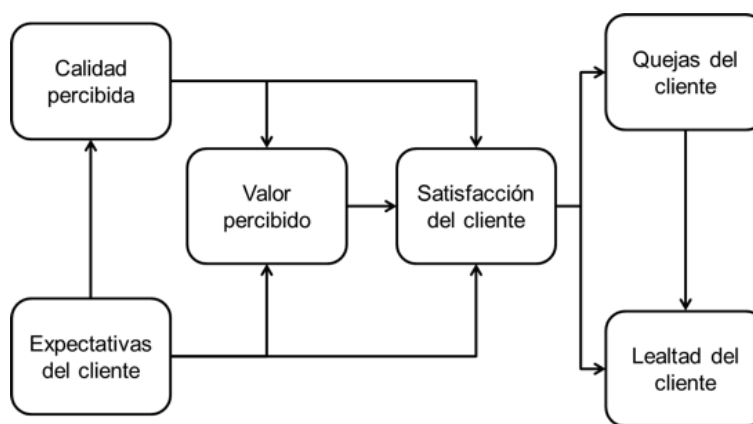 Calidad
percibida
Quejas del
cliente
Valor
percibido
Satisfacción
del cliente
Expectativas
del cliente
Lealtad del
cliente